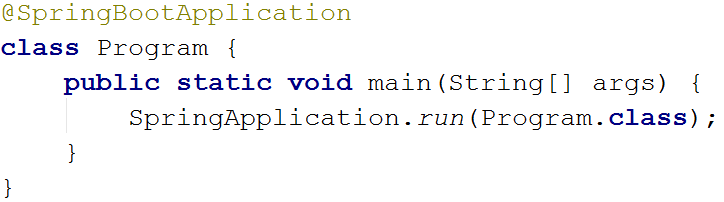 @SpringBootApplication
class Program {
    public static void main(String[] args) {
        SpringApplication.run(Program.class);
    }
}